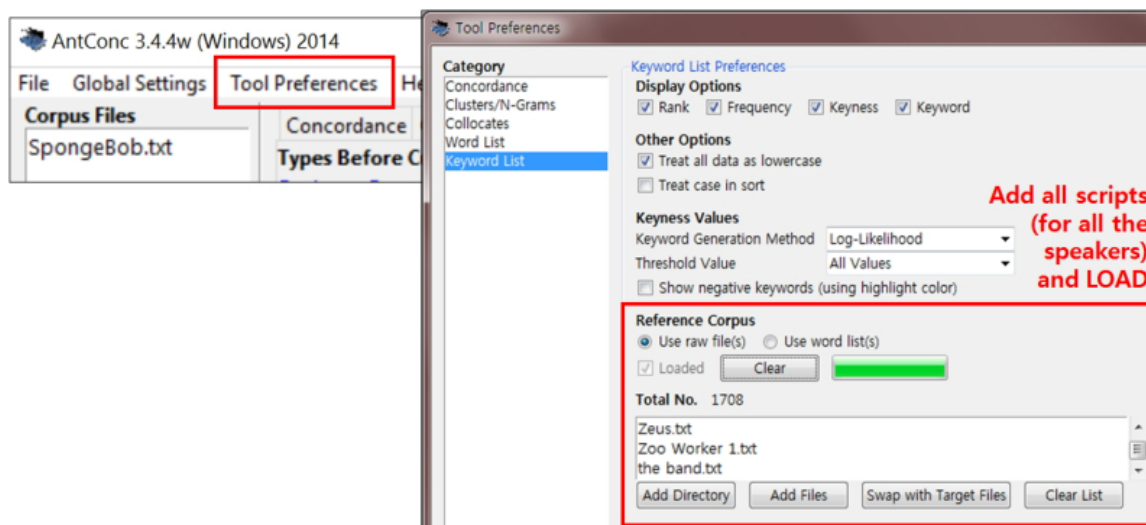 AntConc 3.4.4w (Windows) 2014
File Global Settings Tool Preferences He
Corpus Files
SpongeBob.txt
Concordance
Types Before C
Tool Preferences
Category
Concordance
Clusters/N-Grams
Collocates
Word List
Keyword List
Keyword List Preferences
Display Options
Rank Frequency Keyness Keyword
Other Options
Treat all data as lowercase
Treat case in sort
Keyness Values
Keyword Generation Method Log-Likelihood
Threshold Value All Values
Show negative keywords (using highlight color)
Add all scripts
(for all the
speakers)
and LOAD
Reference Corpus
Use raw file(s) Use word list(s)
Loaded Clear
Total No. 1708
Zeus.txt
Zoo Worker 1.txt
the band.txt
Add Directory Add Files Swap with Target Files Clear List